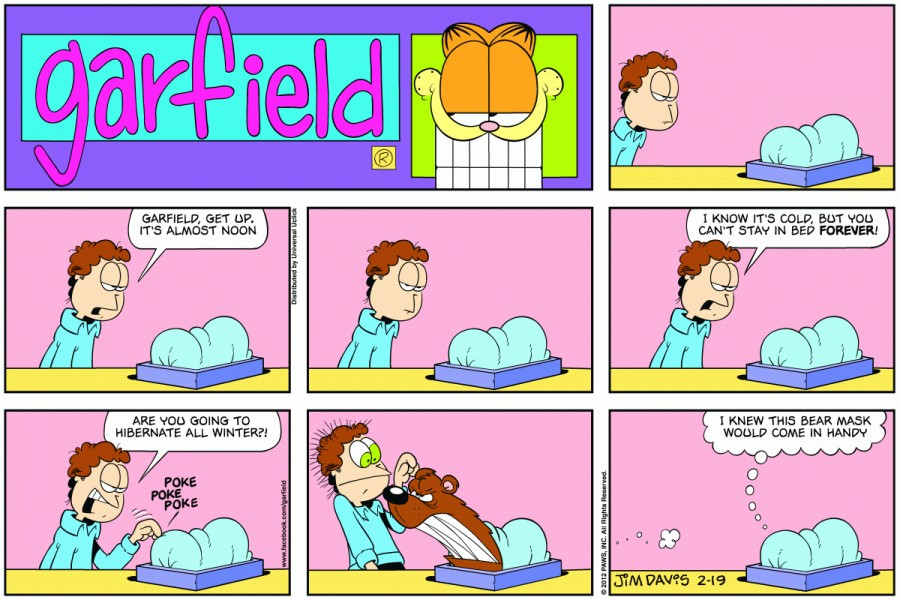 garfield
®
GARFIELD, GET UP.
IT'S ALMOST NOON
Distributed by Universal Uclick
I KNOW IT'S COLD, BUT YOU
CAN'T STAY IN BED FOREVER!
ARE YOU GOING TO
HIBERNATE ALL WINTER?!
POKE
POKE
POKE
www.facebook.com/garfield
I KNEW THIS BEAR MASK
WOULD COME IN HANDY
© 2012 PAWS, INC. All Rights Reserved.
JIM DAVIS 2-19